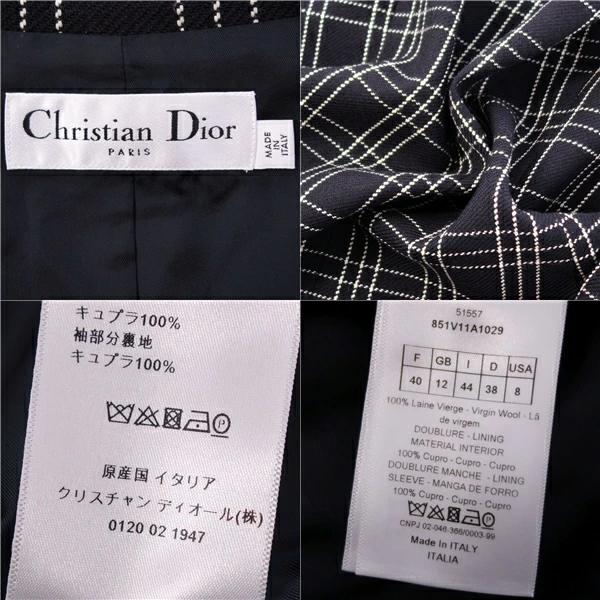 Christian Dior
PARIS
MADE IN
ITALY
キュプラ100%
袖部分裏地
キュプラ100%
P
原産国 イタリア
クリスチャン ディオール(株)
0120 02 1947
51557
851V11A1029
F GB I D USA
40 12 44 38 8
100% Laine Vierge - Virgin Wool - Lã
de virgem
DOUBLURE - LINING
MATERIAL INTERIOR
100% Cupro - Cupro - Cupro
DOUBLURE MANCHE - LINING
SLEEVE - MANGA DE FORRO
100% Cupro - Cupro - Cupro
P
CNPJ 02-046-366/0003-99
Made In ITALY
ITALIA